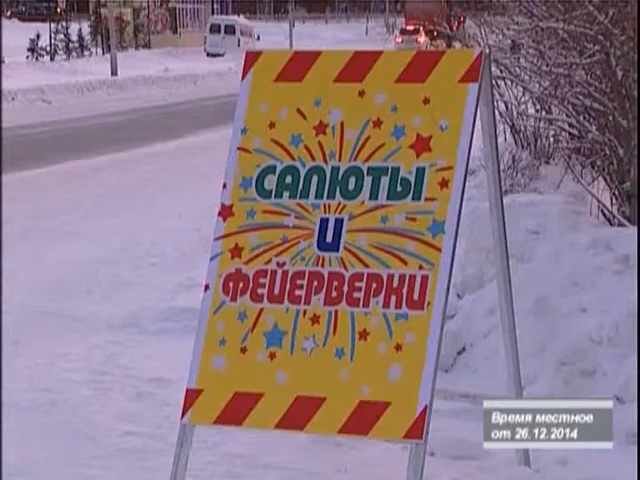 САЛЮТЫ
И
ФЕЙЕРВЕРКИ
Время местное
от 26.12.2014